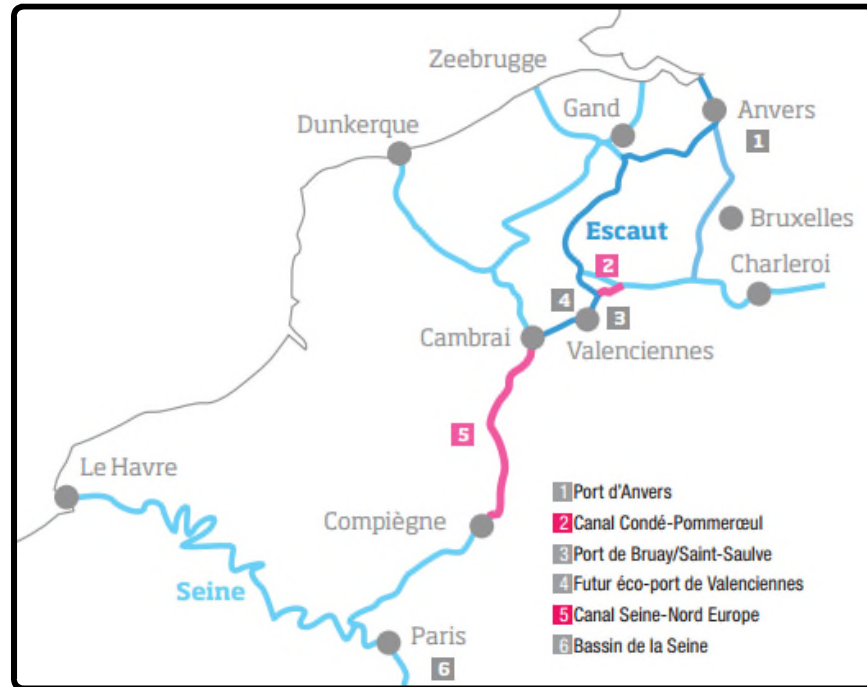 Zeebrugge
Gand
Anvers
1
Dunkerque
Bruxelles
Escaut
2
Charleroi
4
3
Cambrai
Valenciennes
5
Le Havre
Compiègne
Seine
Paris
6
1 Port d'Anvers
2 Canal Condé-Pommerœul
3 Port de Bruay/Saint-Saulve
4 Futur éco-port de Valenciennes
5 Canal Seine-Nord Europe
6 Bassin de la Seine